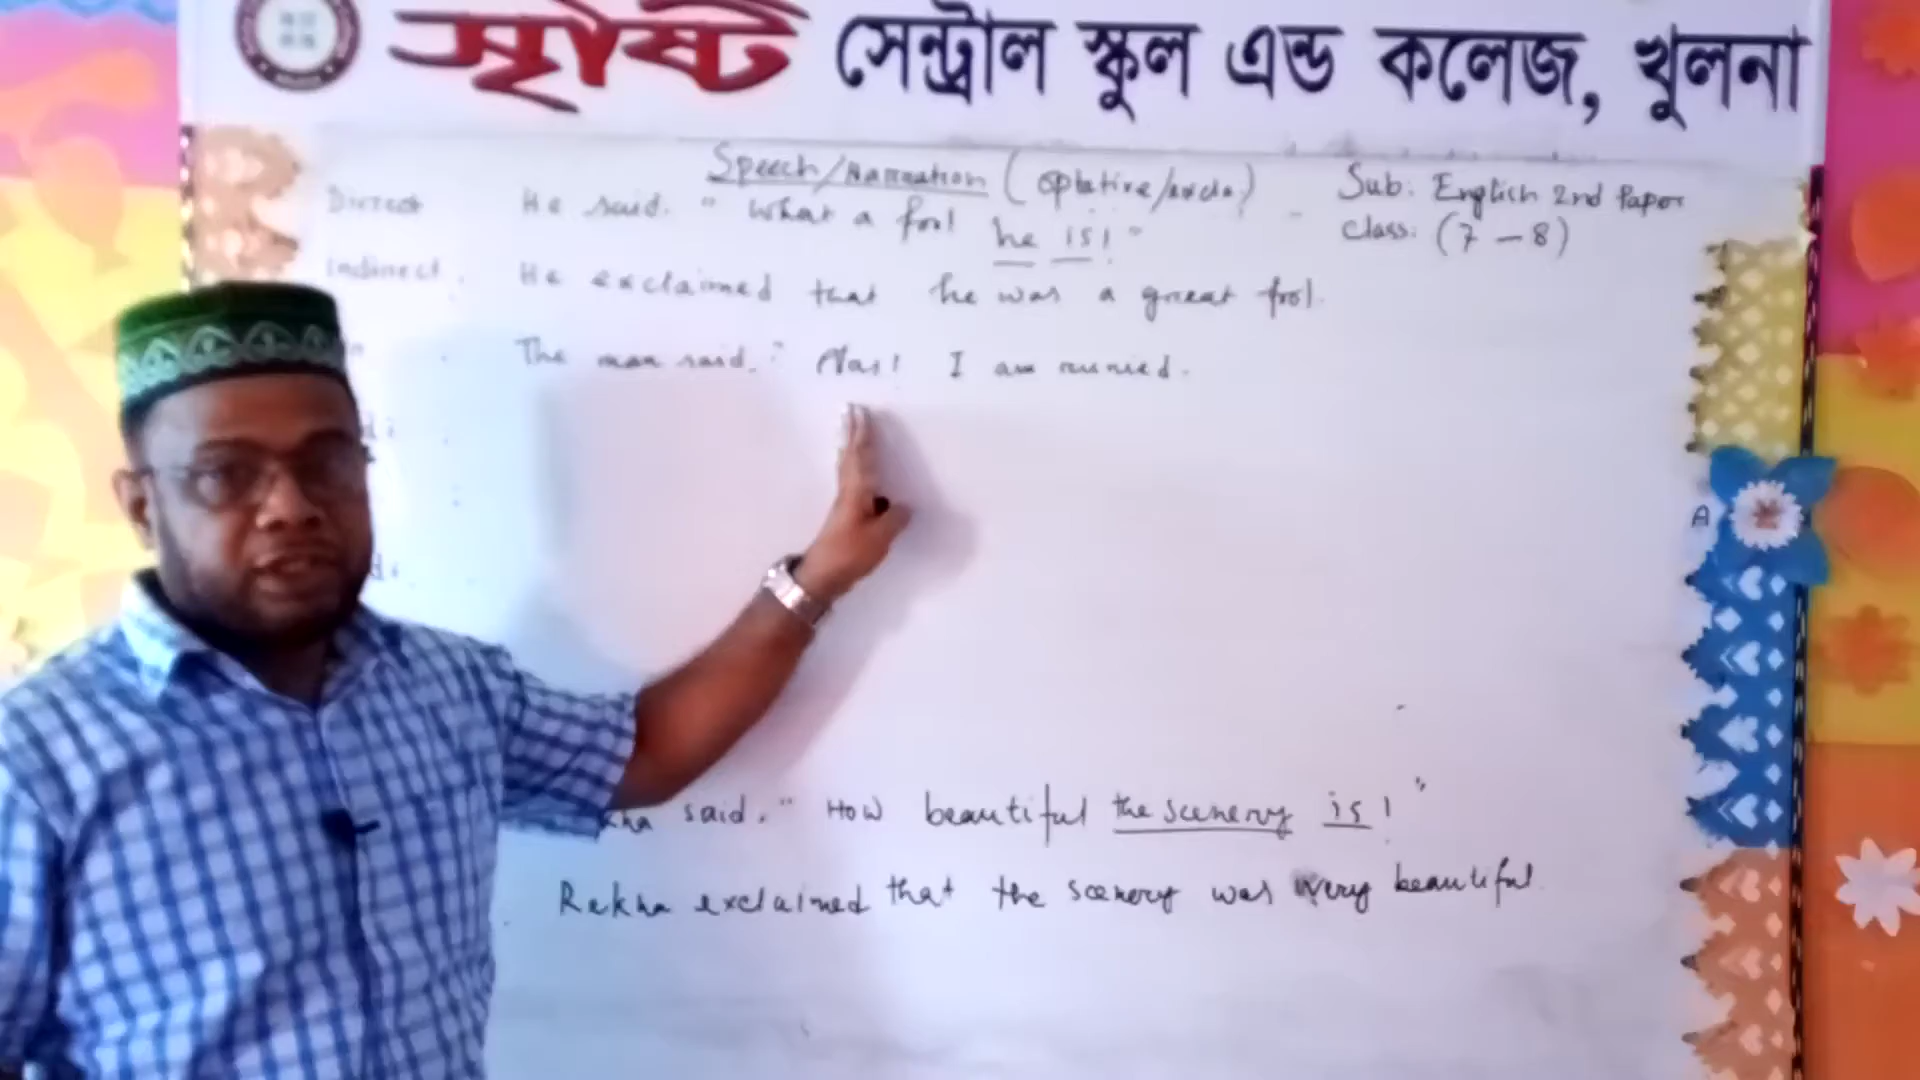 সৃষ্টি সেন্ট্রাল স্কুল এন্ড কলেজ, খুলনা
Speech/Narration (optative/excla)
Sub: English 2nd Paper
Class: (7 – 8)
Direct He said. " What a fool he is! "
Indirect. He exclaimed that he was a great fool.
The man said. " Alas! I am ruined.
kha said. " How beautiful the scenery is! "
Rekha exclaimed that the scenery was very beautiful.
A